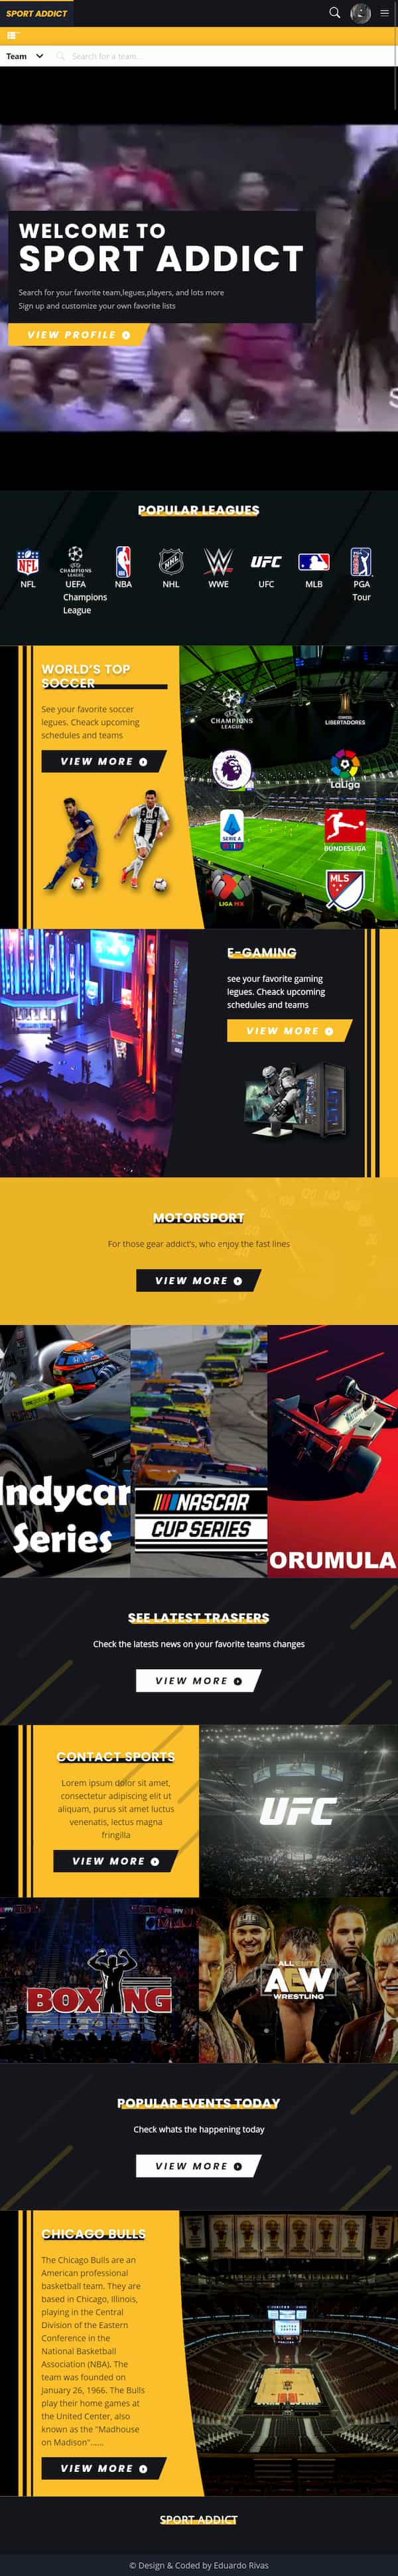 SPORT ADDICT
Team
Search for a team...
WELCOME TO
SPORT ADDICT
Search for your favorite team,legues,players, and lots more
Sign up and customize your own favorite lists
VIEW PROFILE
POPULAR LEAGUES
NFL
CHAMPIONS
LEAGUE
NBA
NHL
UFC
NFL
UEFA
Champions
League
NBA
NHL
WWE
UFC
MLB
PGA
Tour
WORLD'S TOP
SOCCER
See your favorite soccer
legues. Cheack upcoming
schedules and teams
VIEW MORE
CHAMPIONS
LEAGUE
LIBERTADORES
LaLiga
SERIE A
TIM
BUNDESLIGA
LIGA MX
MLS
E-GAMING
see your favorite gaming
legues. Cheack upcoming
schedules and teams
VIEW MORE
MOTORSPORT
For those gear addict's, who enjoy the fast lines
VIEW MORE
Indycar
Series
NASCAR
CUP SERIES
ORUMULA
SEE LATEST TRASFERS
Check the latests news on your favorite teams changes
VIEW MORE
CONTACT SPORTS
Lorem ipsum dolor sit amet,
consectetur adipiscing elit ut
aliquam, purus sit amet luctus
venenatis, lectus magna
fringilla
VIEW MORE
UFC
BOXING
ALL ELITE
AEW
WRESTLING
POPULAR EVENTS TODAY
Check whats the happening today
VIEW MORE
CHICAGO BULLS
The Chicago Bulls are an
American professional
basketball team. They are
based in Chicago, Illinois,
playing in the Central
Division of the Eastern
Conference in the
National Basketball
Association (NBA). The
team was founded on
January 26, 1966. The Bulls
play their home games at
the United Center, also
known as the "Madhouse
on Madison"......
VIEW MORE
SPORT ADDICT
© Design & Coded by Eduardo Rivas